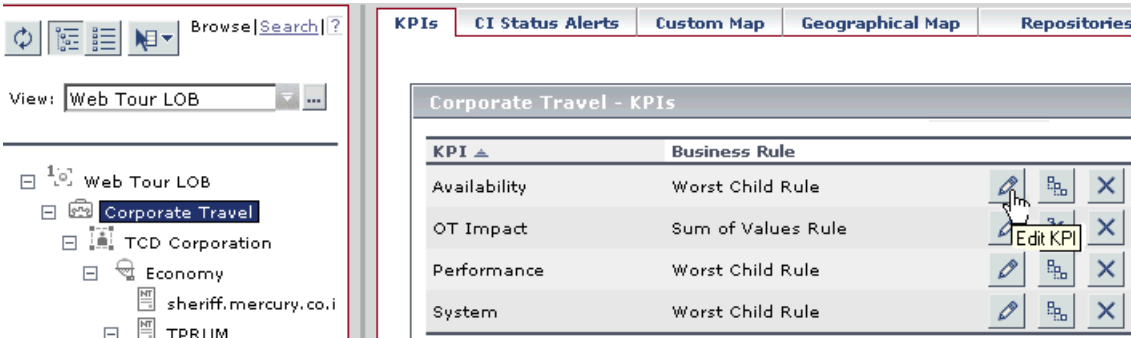 Browse|Search|?
View: Web Tour LOB ...
Web Tour LOB
Corporate Travel
TCD Corporation
Economy
sheriff.mercury.co.i
TPRUM
KPIs CI Status Alerts Custom Map Geographical Map Repositories
Corporate Travel - KPIs
KPI Business Rule
Availability Worst Child Rule
OT Impact Sum of Values Rule
Edit KPI
Performance Worst Child Rule
System Worst Child Rule